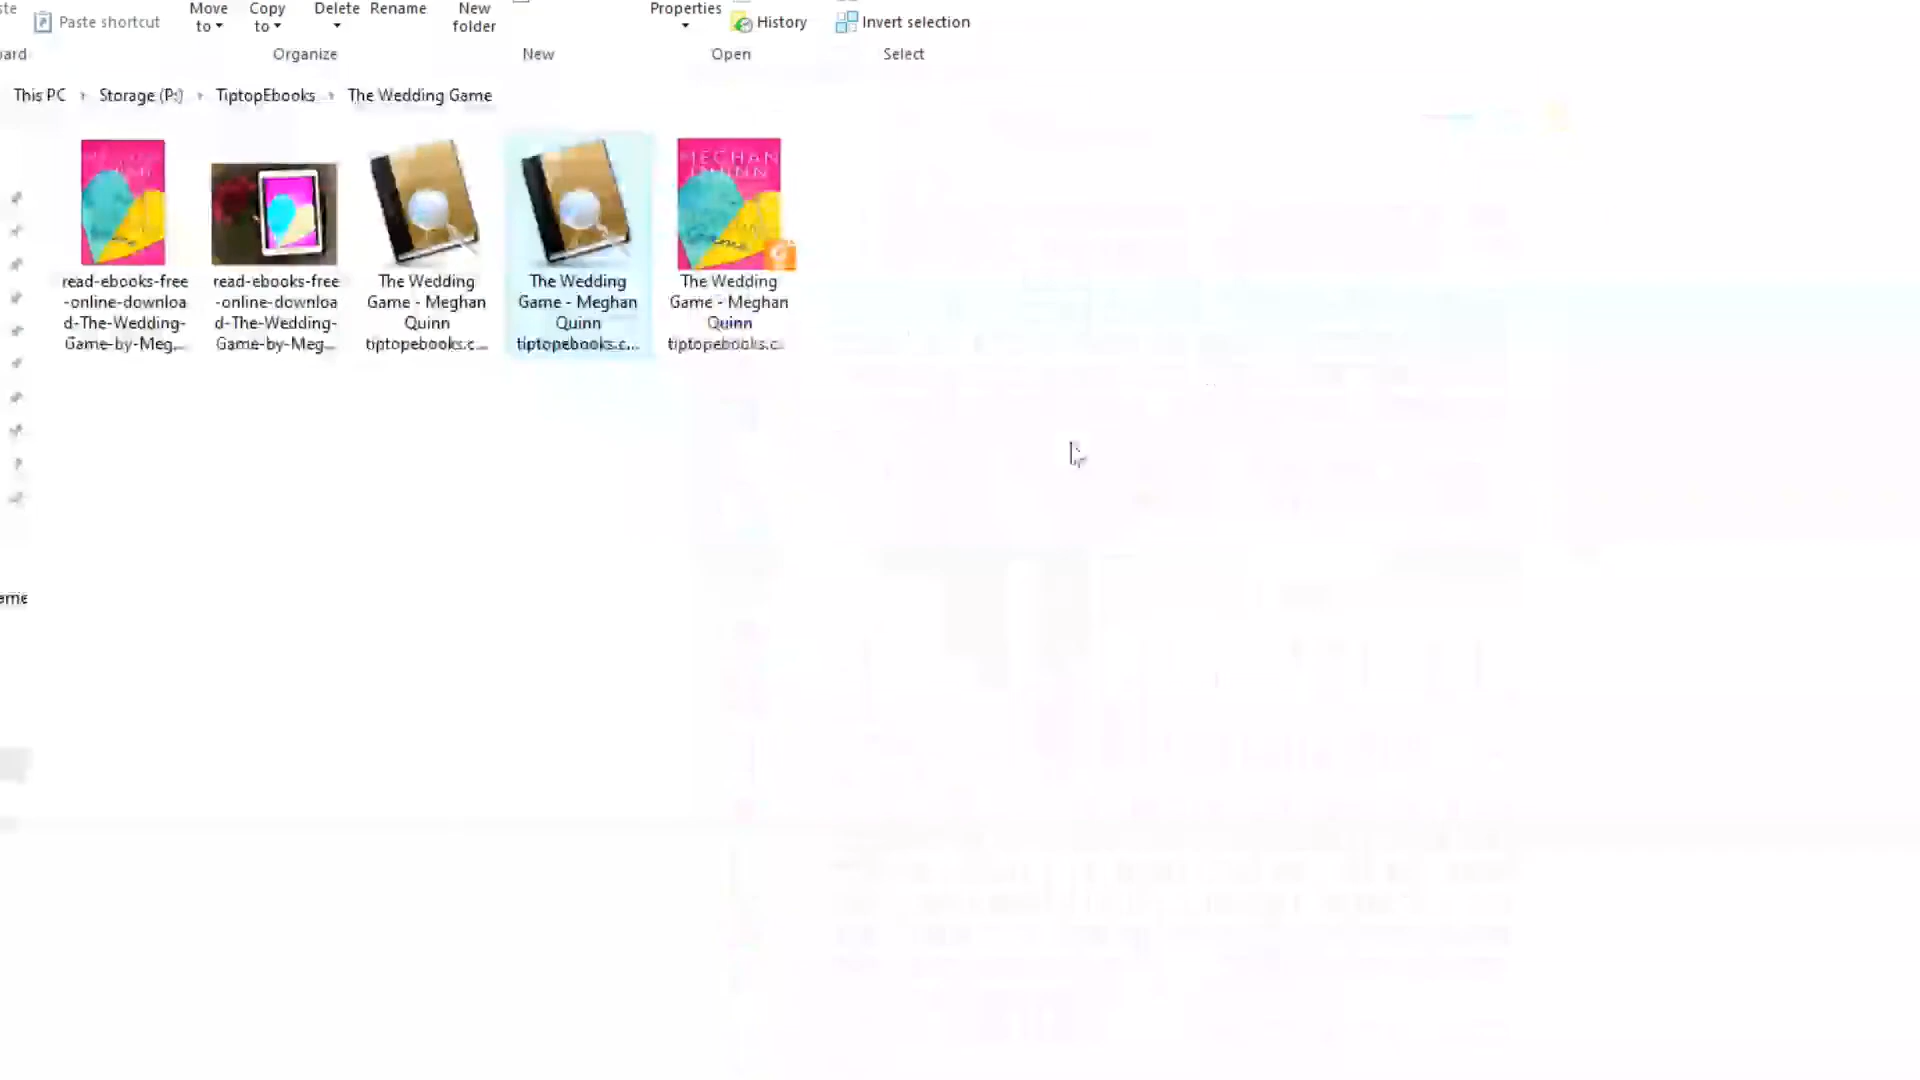 Paste shortcut
Move to
Copy to
Delete
Rename
New folder
Properties
History
Invert selection
Organize
New
Open
Select
This PC
Storage (P:)
TiptopEbooks
The Wedding Game
read-ebooks-free
-online-downloa
d-The-Wedding-
Game-by-Meg...
read-ebooks-free
-online-downloa
d-The-Wedding-
Game-by-Meg...
The Wedding
Game - Meghan
Quinn
tiptopebooks.c...
The Wedding
Game - Meghan
Quinn
tiptopebooks.c...
MEGHAN
QUINN
The Wedding
Game - Meghan
Quinn
tiptopebooks.c...